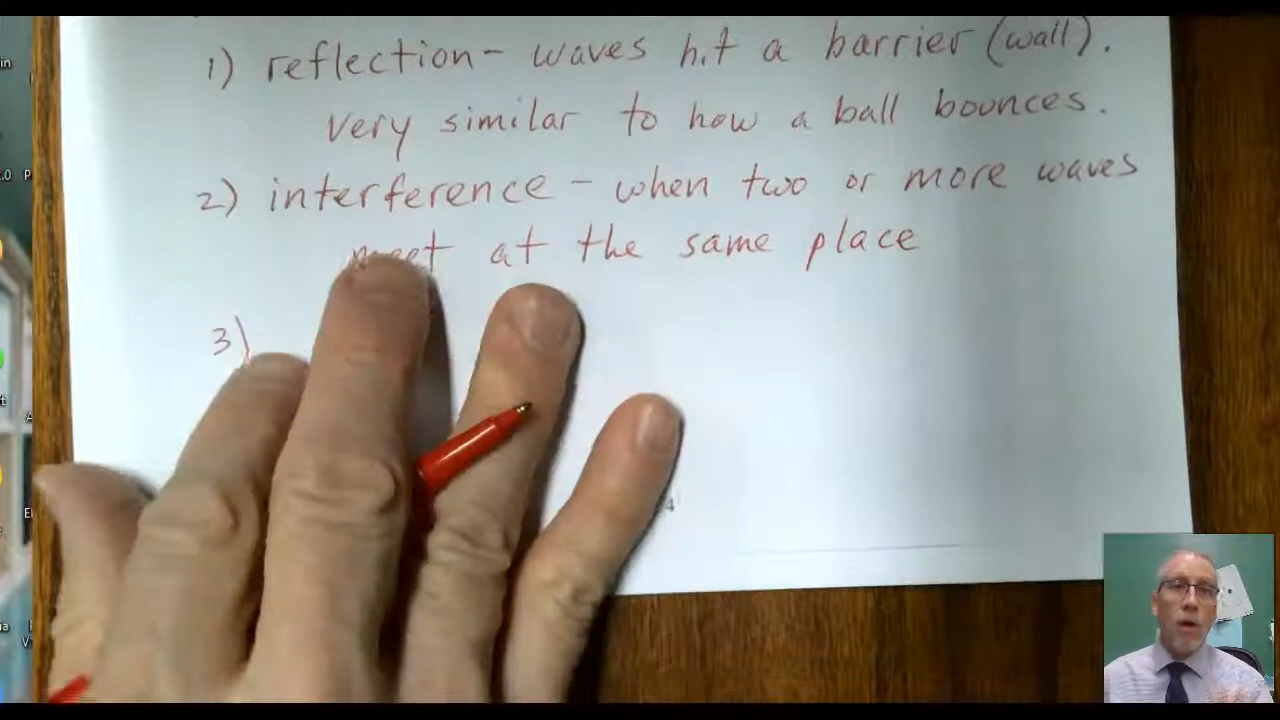 1) reflection - waves hit a barrier (wall).
very similar to how a ball bounces.
2) interference - when two or more waves
meet at the same place
3)
4